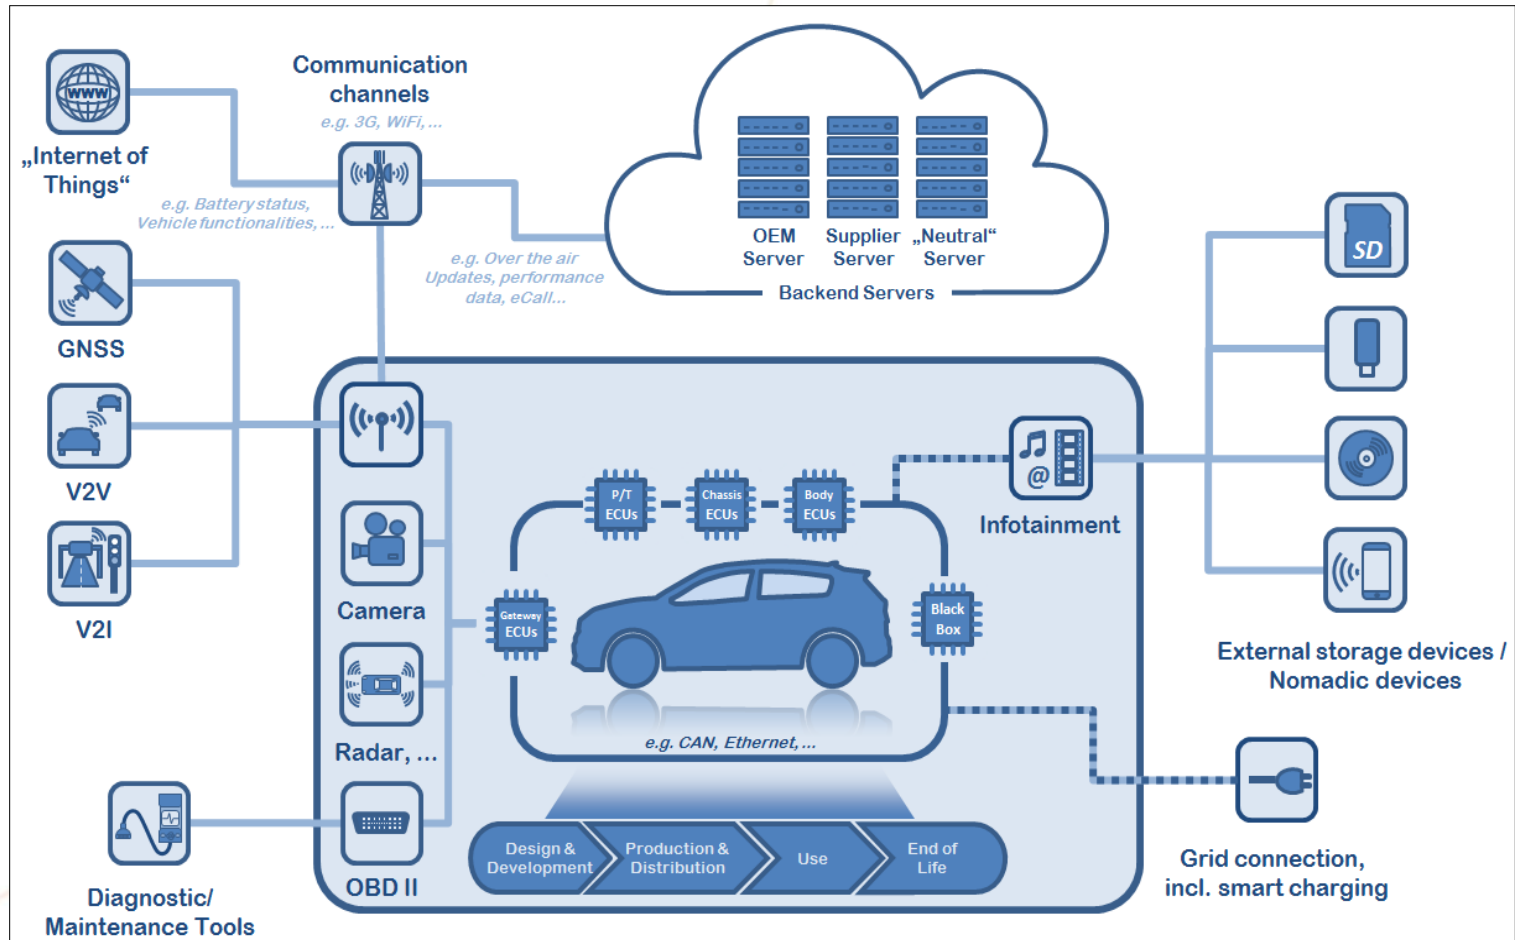 www
„Internet of
Things“
Communication
channels
e.g. 3G, WiFi, ...
e.g. Battery status,
Vehicle functionalities, ...
e.g. Over the air
Updates, performance
data, eCall...
OEM
Server
Supplier
Server
„Neutral“
Server
Backend Servers
GNSS
V2V
V2I
Camera
Radar, ...
OBD II
Diagnostic/
Maintenance Tools
Gateway
ECUs
P/T
ECUs
Chassis
ECUs
Body
ECUs
Black
Box
e.g. CAN, Ethernet, ...
@
Infotainment
SD
External storage devices /
Nomadic devices
Grid connection,
incl. smart charging
Design &
Development
Production &
Distribution
Use
End of
Life